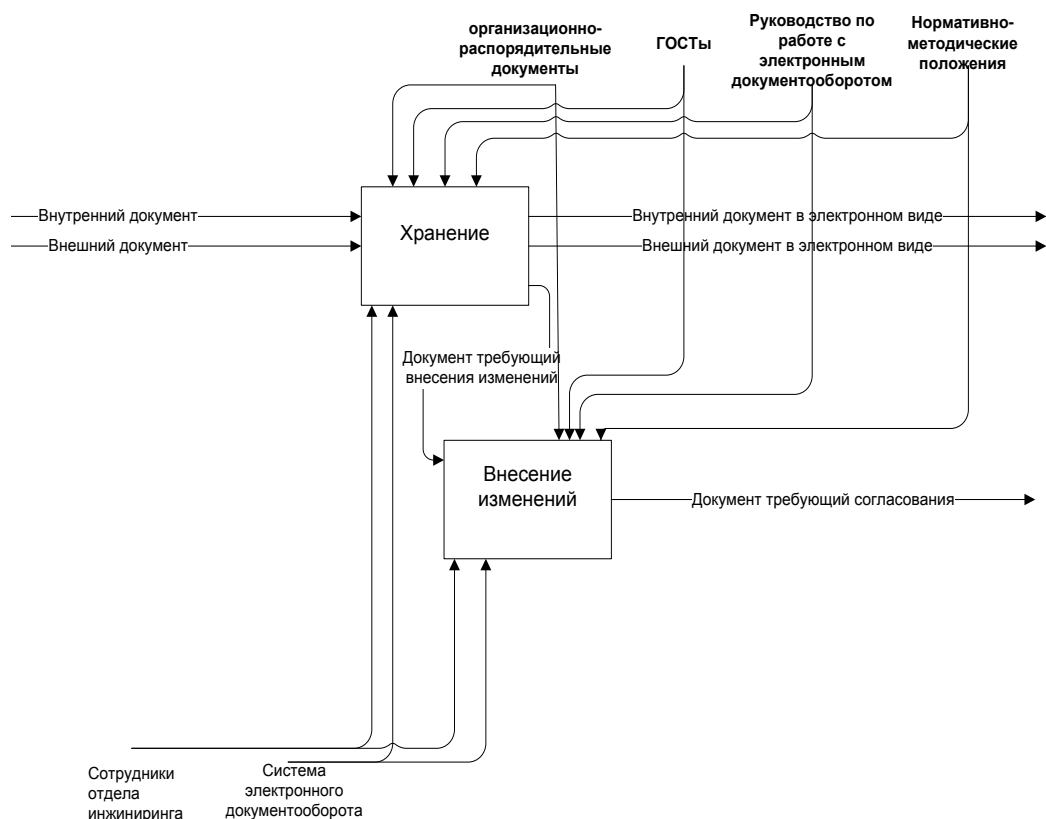 организационно-
распорядительные
документы
ГОСТы
Руководство по
работе с
электронным
документооборотом
Нормативно-
методические
положения
Внутренний документ
Внешний документ
Хранение
Внутренний документ в электронном виде
Внешний документ в электронном виде
Документ требующий
внесения изменений
Внесение
изменений
Документ требующий согласования
Сотрудники
отдела
инжиниринга
Система
электронного
документооборота